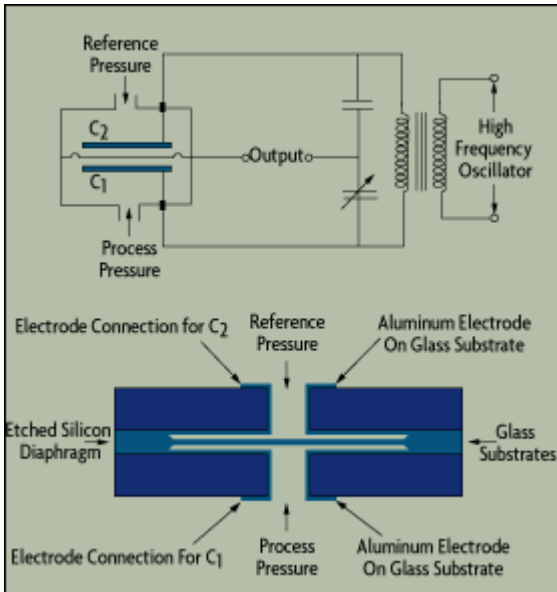 Reference
Pressure
C2
C1
Output
High
Frequency
Oscillator
Process
Pressure
Electrode Connection for C2
Reference
Pressure
Aluminum Electrode
On Glass Substrate
Etched Silicon
Diaphragm
Glass
Substrates
Electrode Connection For C1
Process
Pressure
Aluminum Electrode
On Glass Substrate